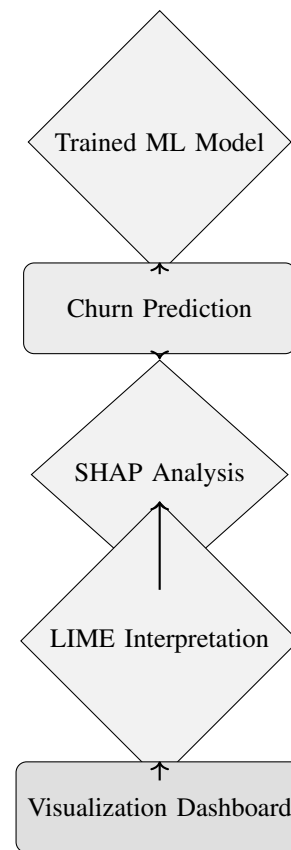 Trained ML Model
Churn Prediction
SHAP Analysis
LIME Interpretation
Visualization Dashboard